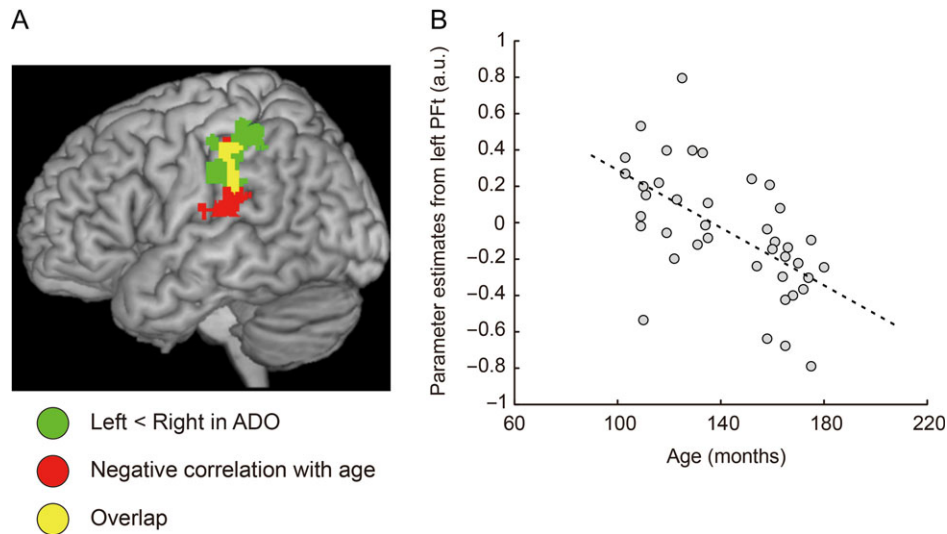 A
Left < Right in ADO
Negative correlation with age
Overlap
B
Parameter estimates from left PFt (a.u.)
1
0.8
0.6
0.4
0.2
0
−0.2
−0.4
−0.6
−0.8
−1
60 100 140 180 220
Age (months)